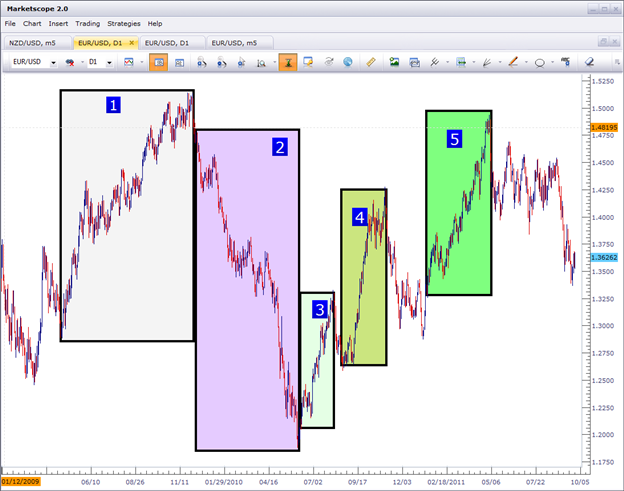 Marketscope 2.0
File Chart Insert Trading Strategies Help
NZD/USD, m5 EUR/USD, D1 EUR/USD, D1 EUR/USD, m5
EUR/USD D1
1.5250
1 1.5000
1.48195
2 5 1.4750
1.4500
4 1.4250
1.4000
1.3750
1.36262
1.3500
3 1.3250
1.3000
1.2750
1.2500
1.2250
1.2000
1.1750
01/12/2009 06/10 08/26 11/11 01/29/2010 04/16 07/02 09/17 12/03 02/18/2011 05/06 07/22 10/05